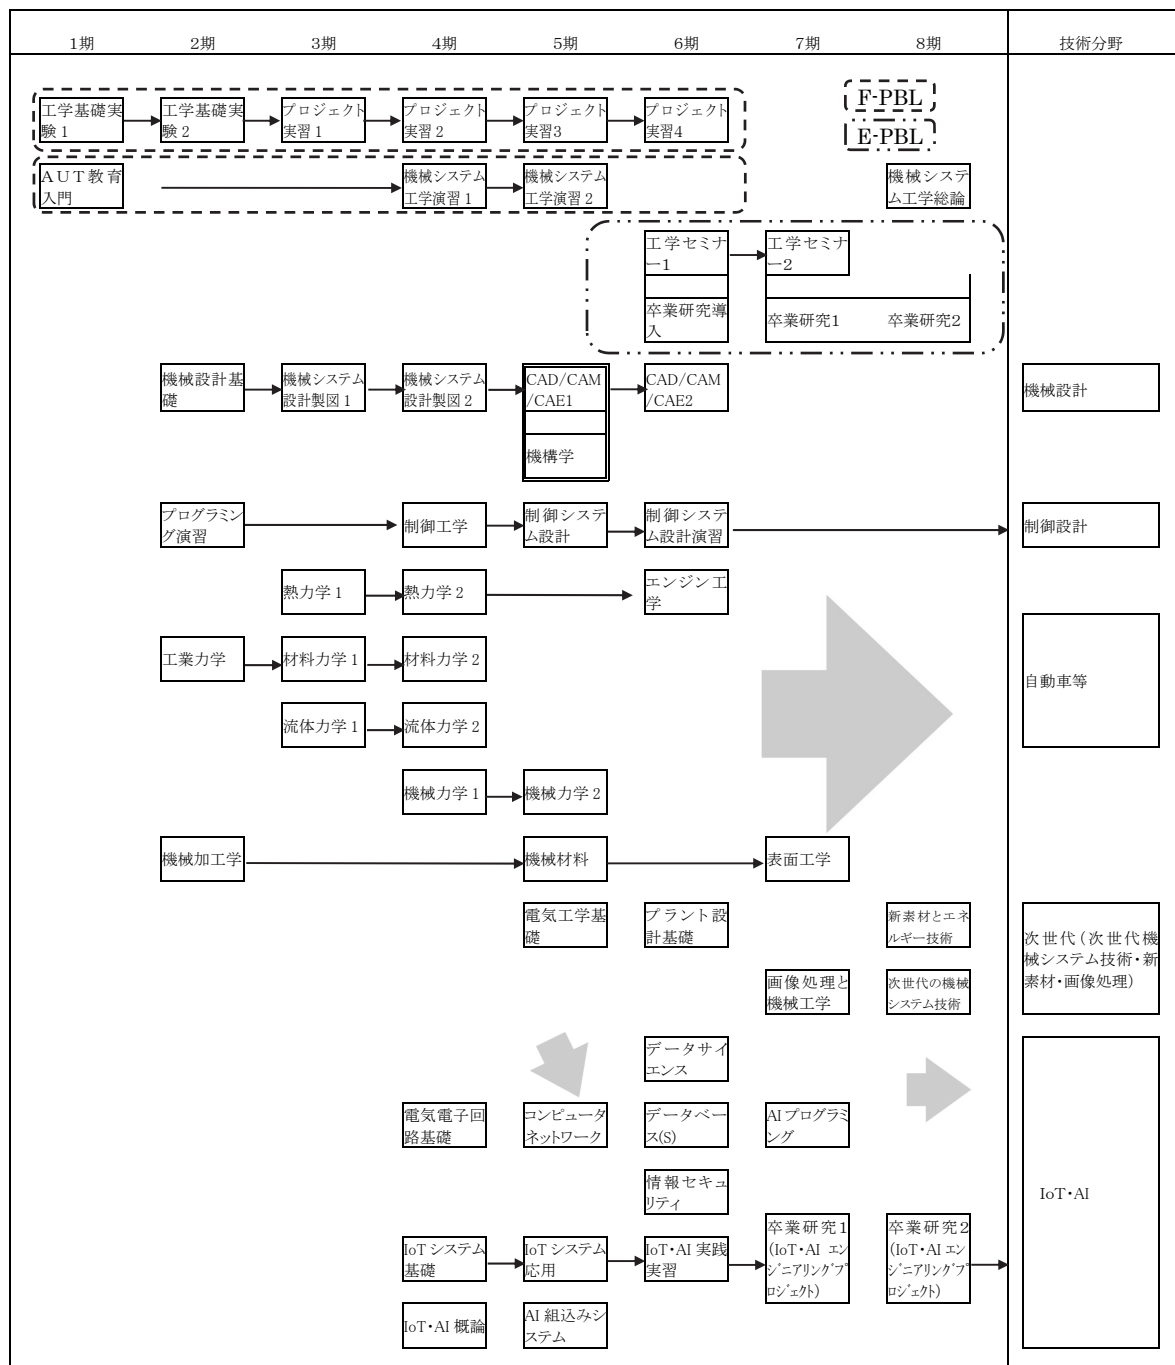 1期 2期 3期 4期 5期 6期 7期 8期 技術分野
F-PBL
工学基礎実
験 1
工学基礎実
験 2
プロジェクト
実習 1
プロジェクト
実習 2
プロジェクト
実習3
プロジェクト
実習4
E-PBL
AUT教育
入門
機械システム
工学演習 1
機械システム
工学演習 2
機械システ
ム工学総論
工学セミナ
ー1
工学セミナ
ー2
卒業研究導
入
卒業研究1
卒業研究2
機械設計基
礎
機械システム
設計製図 1
機械システム
設計製図 2
CAD/CAM
/CAE1
CAD/CAM
/CAE2
機械設計
機構学
プログラミン
グ演習
制御工学
制御システ
ム設計
制御システ
ム設計演習
制御設計
熱力学 1
熱力学 2
エンジン工
学
工業力学
材料力学 1
材料力学 2
自動車等
流体力学 1
流体力学 2
機械力学 1
機械力学 2
機械加工学
機械材料
表面工学
電気工学基
礎
プラント設
計基礎
新素材とエネ
ルギー技術
次世代(次世代機
械システム技術・新
素材・画像処理)
画像処理と
機械工学
次世代の機械
システム技術
データサイ
エンス
電気電子回
路基礎
コンピュータ
ネットワーク
データベー
ス(S)
AIプログラミ
ング
情報セキュ
リティ
IoT・AI
IoT システム
基礎
IoT システム
応用
IoT・AI 実践
実習
卒業研究1
(IoT・AI エン
ジニアリングプ
ロジェクト)
卒業研究2
(IoT・AI エン
ジニアリングプ
ロジェクト)
IoT・AI 概論
AI 組込みシ
ステム